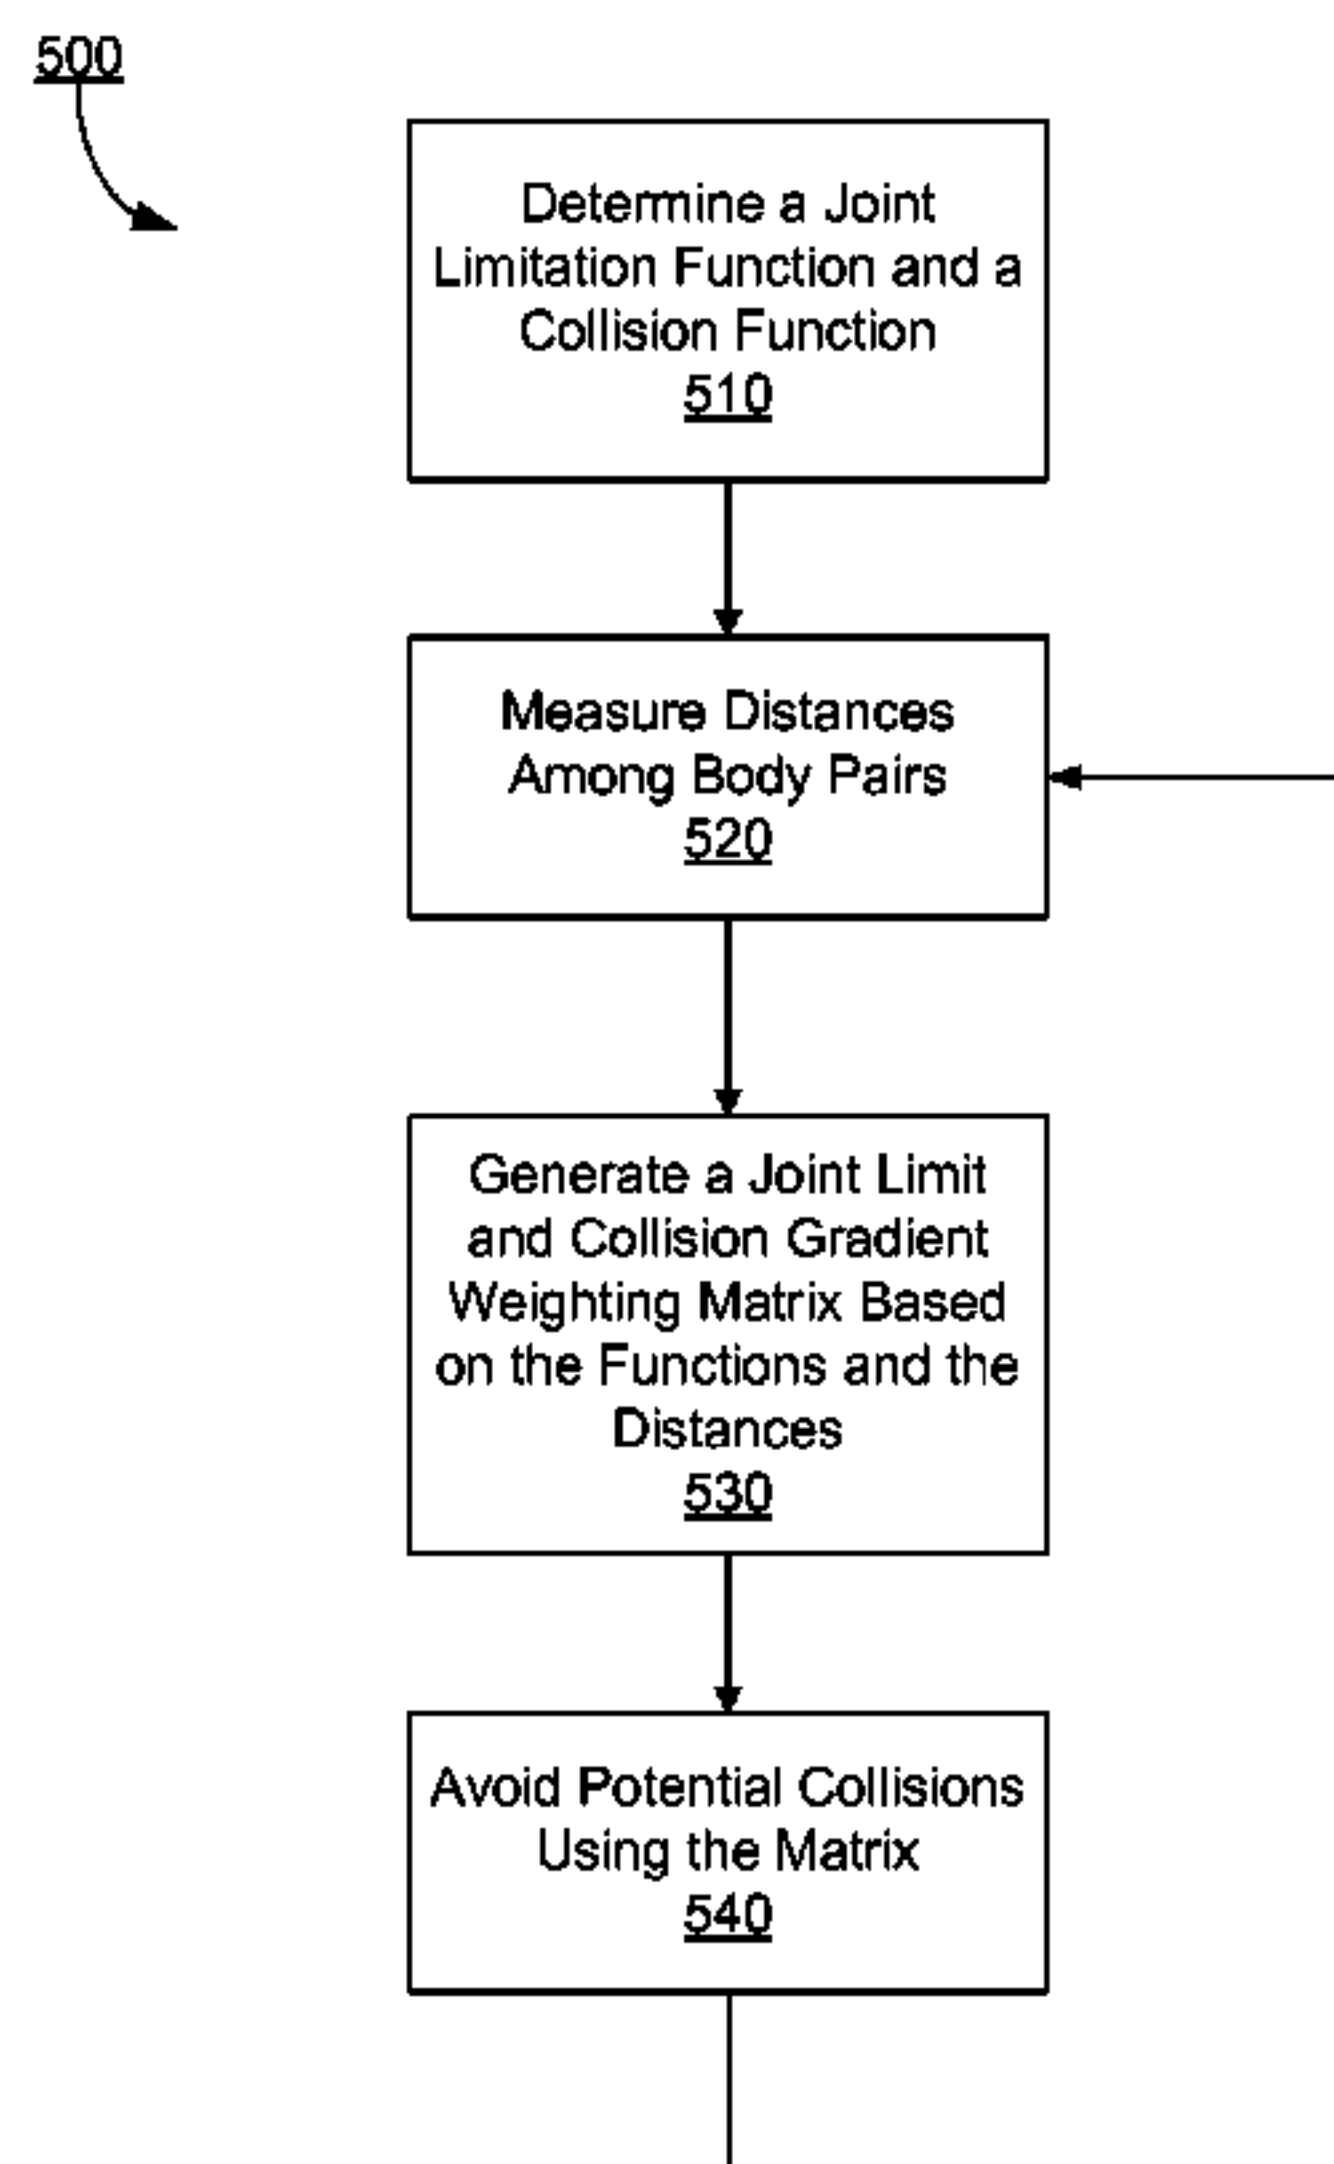 500
Determine a Joint
Limitation Function and a
Collision Function
510
Measure Distances
Among Body Pairs
520
Generate a Joint Limit
and Collision Gradient
Weighting Matrix Based
on the Functions and the
Distances
530
Avoid Potential Collisions
Using the Matrix
540